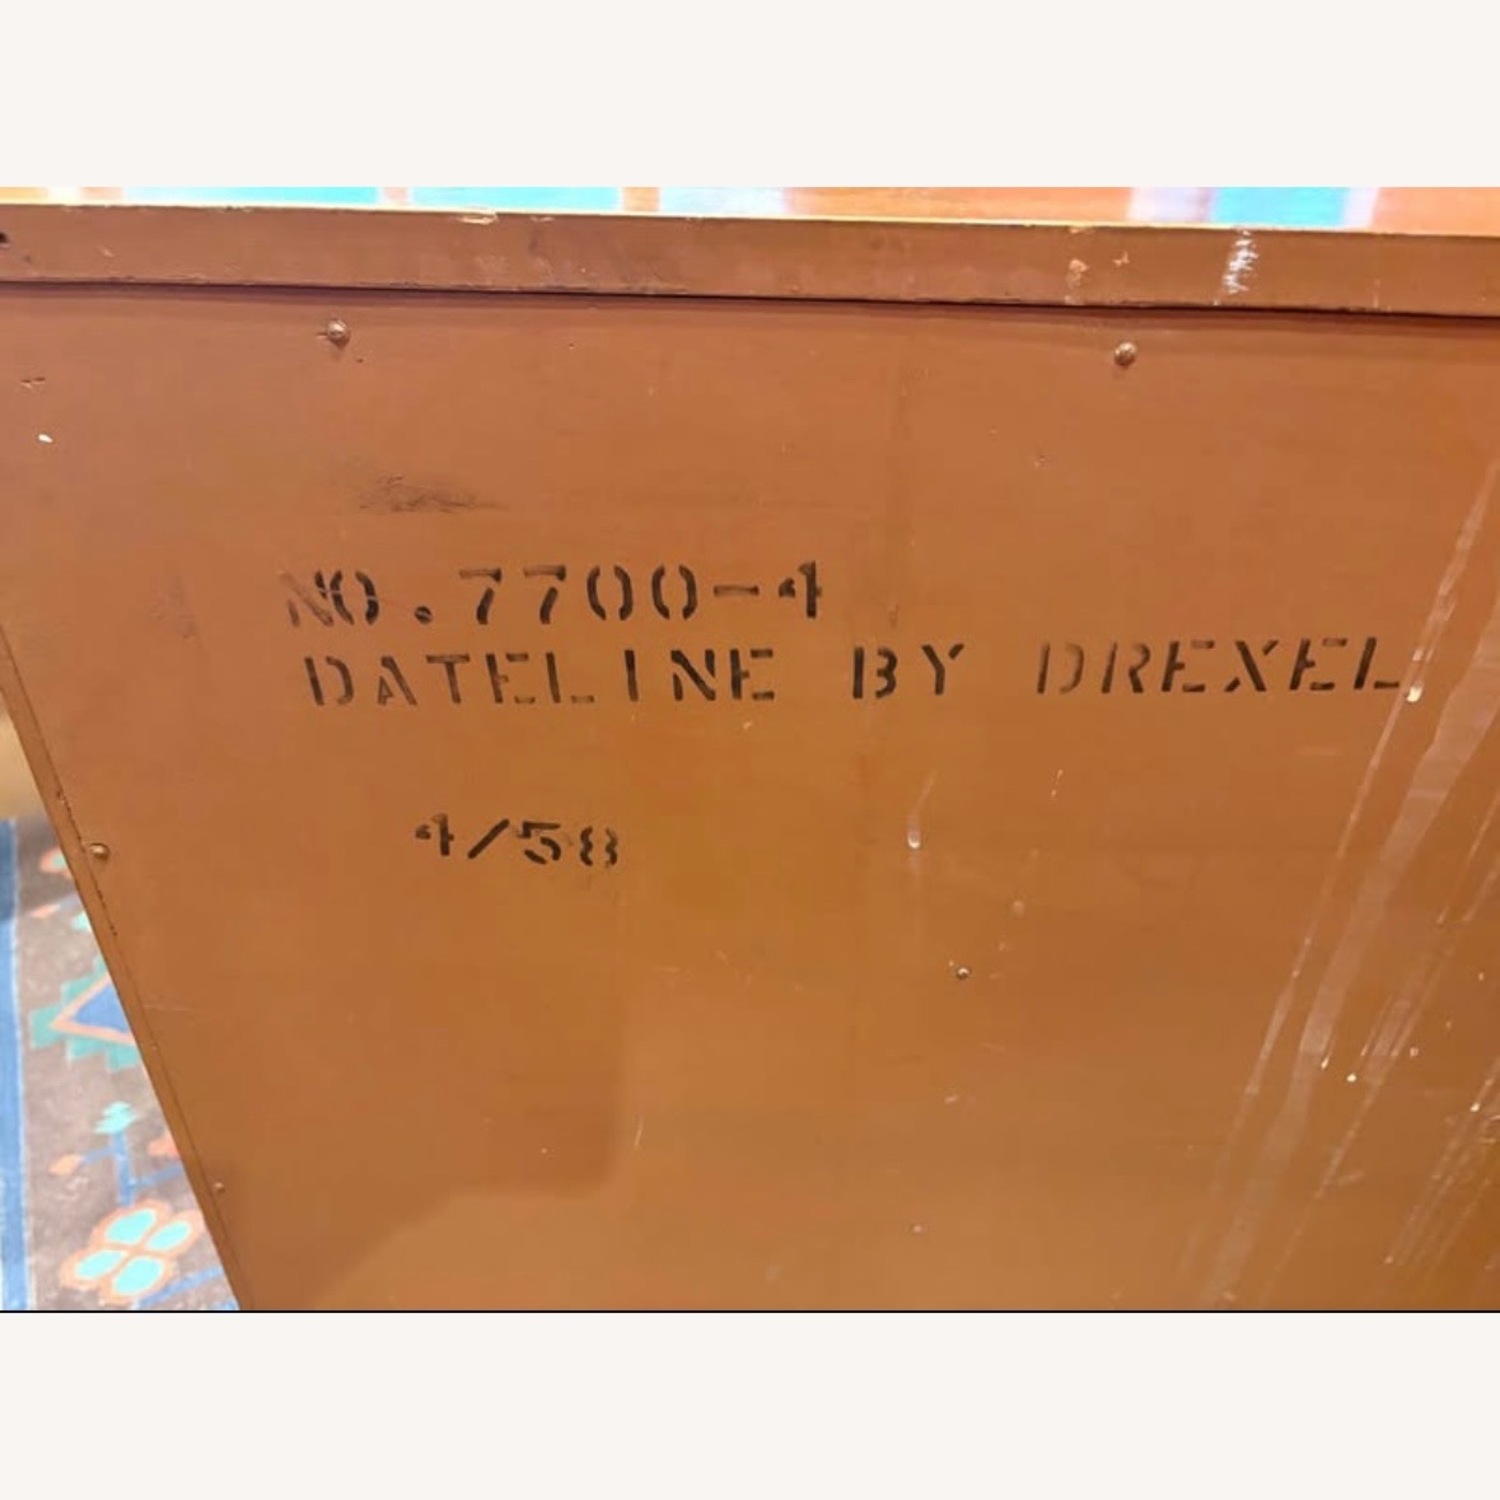 NO. 7700-4
DATELINE BY DREXEL
4/58